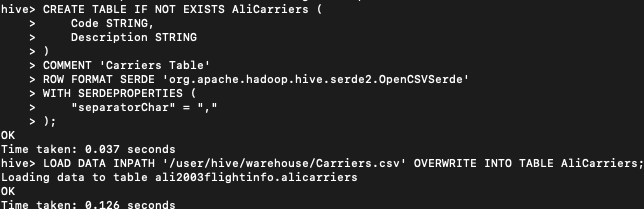 hive> CREATE TABLE IF NOT EXISTS AliCarriers (
    >     Code STRING,
    >     Description STRING
    > )
    > COMMENT 'Carriers Table'
    > ROW FORMAT SERDE 'org.apache.hadoop.hive.serde2.OpenCSVSerde'
    > WITH SERDEPROPERTIES (
    >     "separatorChar" = ","
    > );
OK
Time taken: 0.037 seconds
hive> LOAD DATA INPATH '/user/hive/warehouse/Carriers.csv' OVERWRITE INTO TABLE AliCarriers;
Loading data to table ali2003flightinfo.alicarriers
OK
Time taken: 0.126 seconds